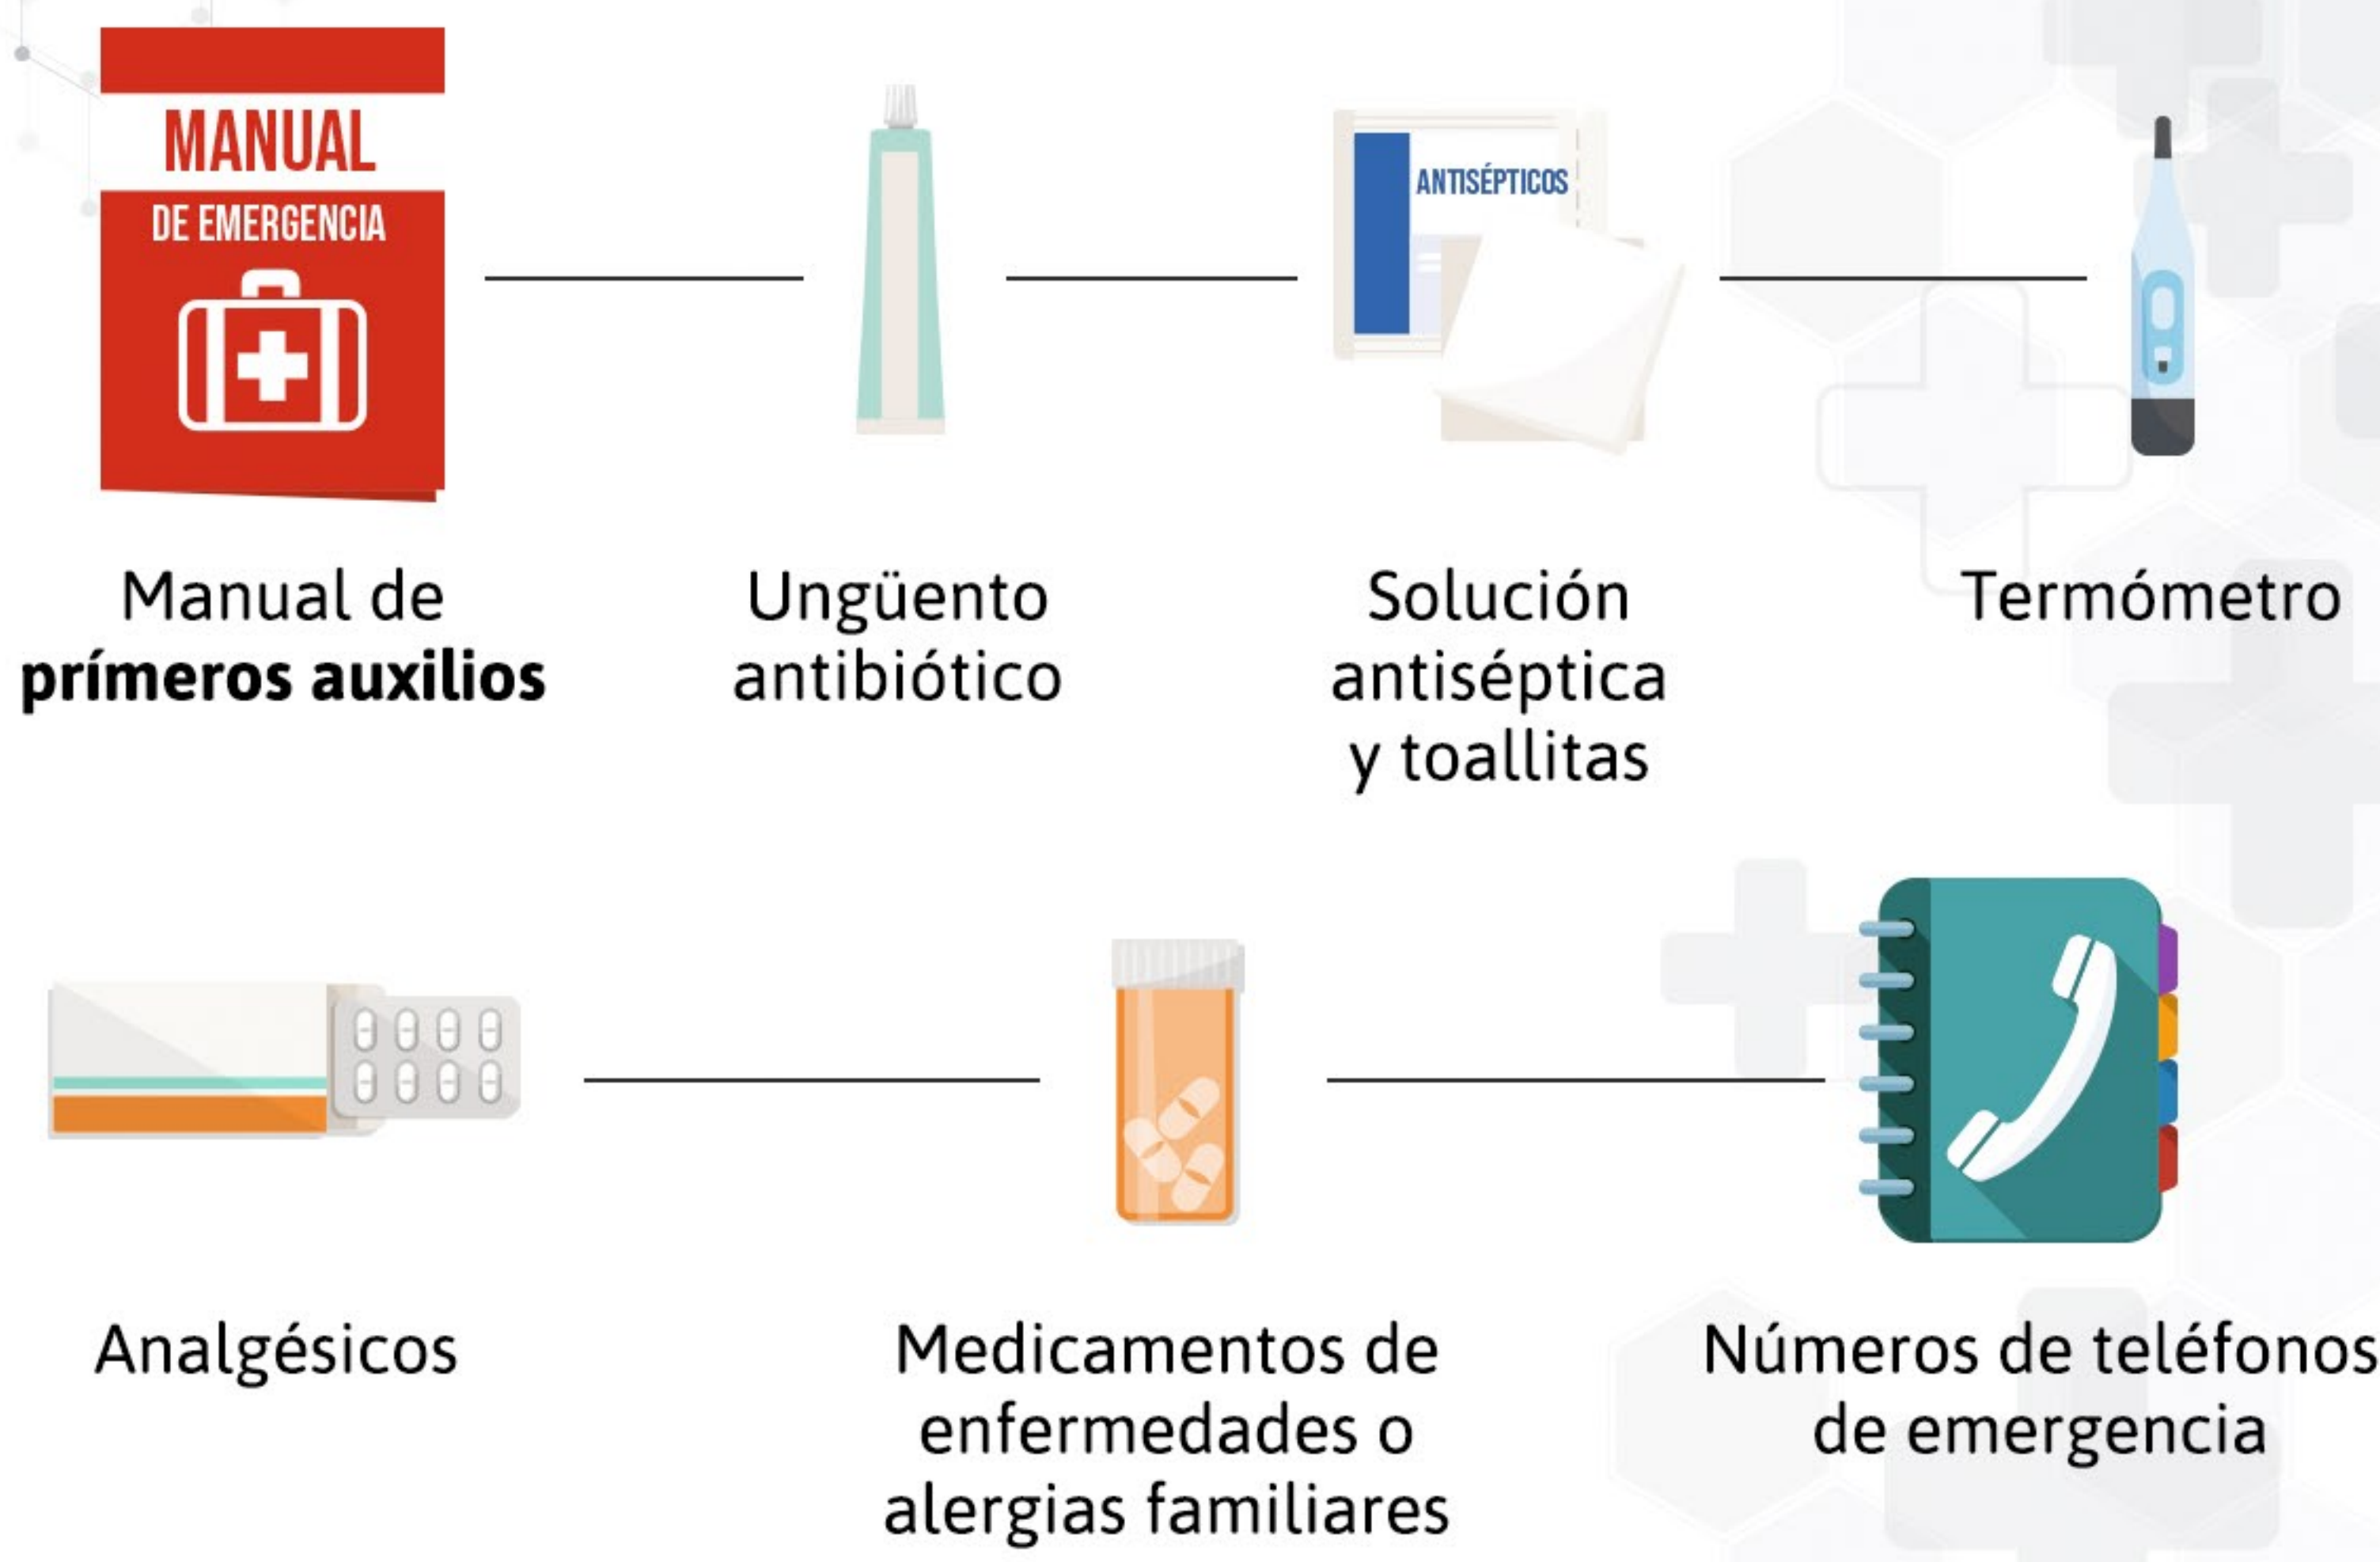 MANUAL
DE EMERGENCIA
ANTISÉPTICOS
Manual de
prímeros auxilios
Ungüento
antibiótico
Solución
antiséptica
y toallitas
Termómetro
Analgésicos
Medicamentos de
enfermedades o
alergias familiares
Números de teléfonos
de emergencia